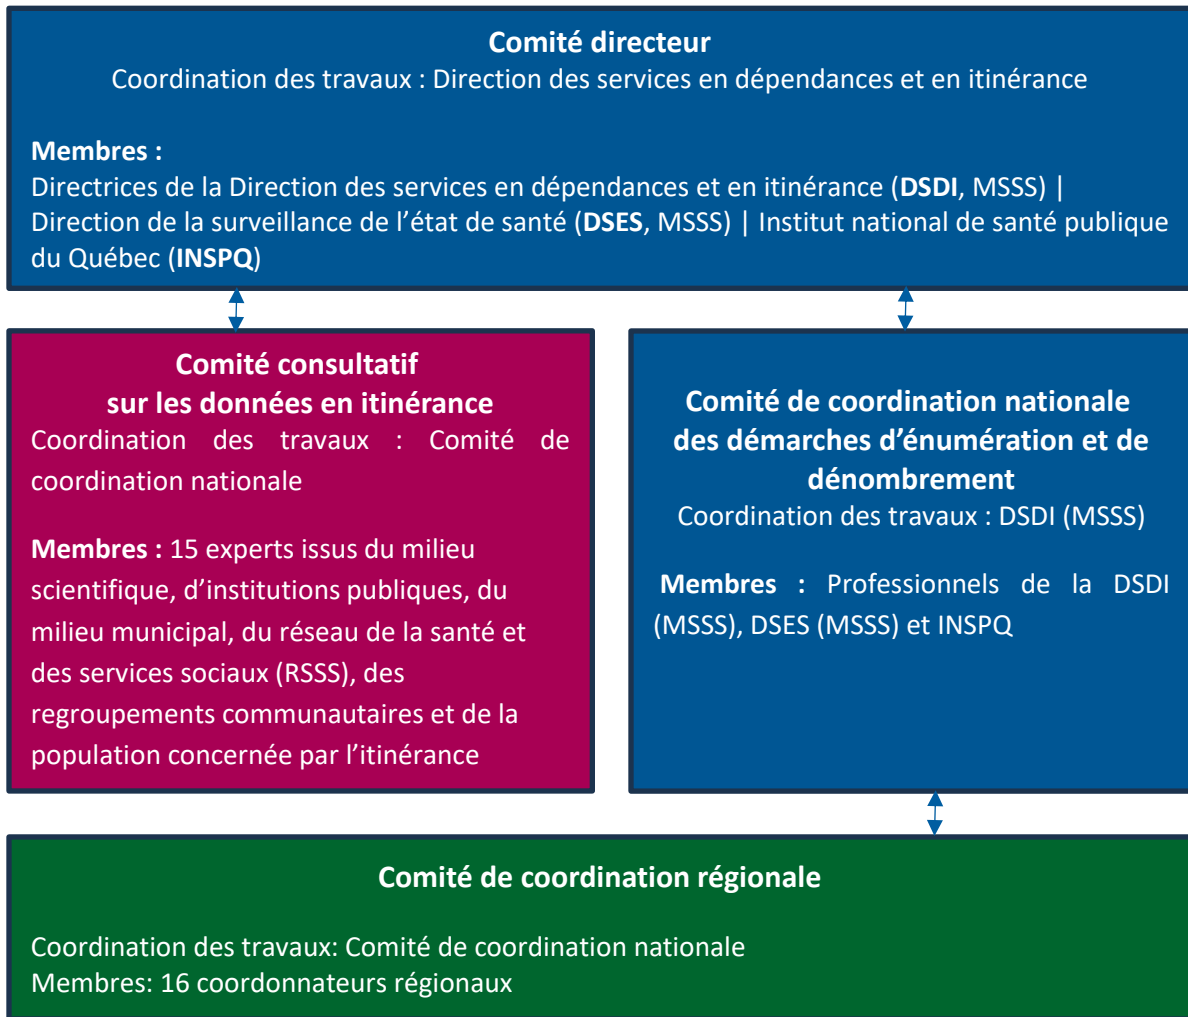 Comité directeur
Coordination des travaux : Direction des services en dépendances et en itinérance
Membres :
Directrices de la Direction des services en dépendances et en itinérance (DSDI, MSSS) |
Direction de la surveillance de l’état de santé (DSES, MSSS) | Institut national de santé publique
du Québec (INSPQ)
Comité consultatif
sur les données en itinérance
Coordination des travaux : Comité de
coordination nationale
Membres : 15 experts issus du milieu
scientifique, d’institutions publiques, du
milieu municipal, du réseau de la santé et
des services sociaux (RSSS), des
regroupements communautaires et de la
population concernée par l’itinérance
Comité de coordination nationale
des démarches d’énumération et de
dénombrement
Coordination des travaux : DSDI (MSSS)
Membres : Professionnels de la DSDI
(MSSS), DSES (MSSS) et INSPQ
Comité de coordination régionale
Coordination des travaux: Comité de coordination nationale
Membres: 16 coordonnateurs régionaux